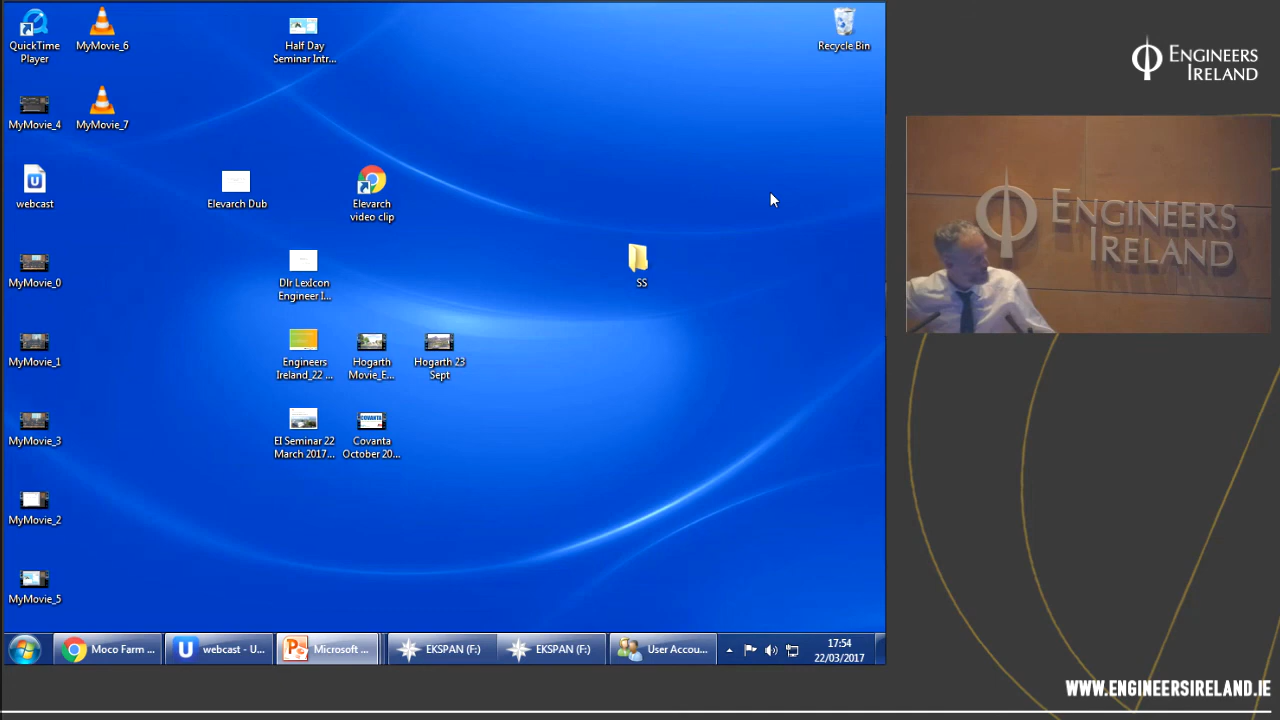 QuickTime
Player
MyMovie_6
Half Day
Seminar Intr...
Recycle Bin
MyMovie_4
MyMovie_7
webcast
Elevarch Dub
Elevarch
video clip
MyMovie_0
Dlr Lexicon
Engineer I...
SS
MyMovie_1
Engineers
Ireland_22 ...
Hogarth
Movie_E...
Hogarth 23
Sept
MyMovie_3
EI Seminar 22
March 2017...
COVANTA
Covanta
October 20...
MyMovie_2
MyMovie_5
Moco Farm ...
webcast - U...
Microsoft ...
EKSPAN (F:)
EKSPAN (F:)
User Accou...
17:54
22/03/2017
ENGINEERS
IRELAND
ENGINEERS
IRELAND
WWW.ENGINEERSIRELAND.IE